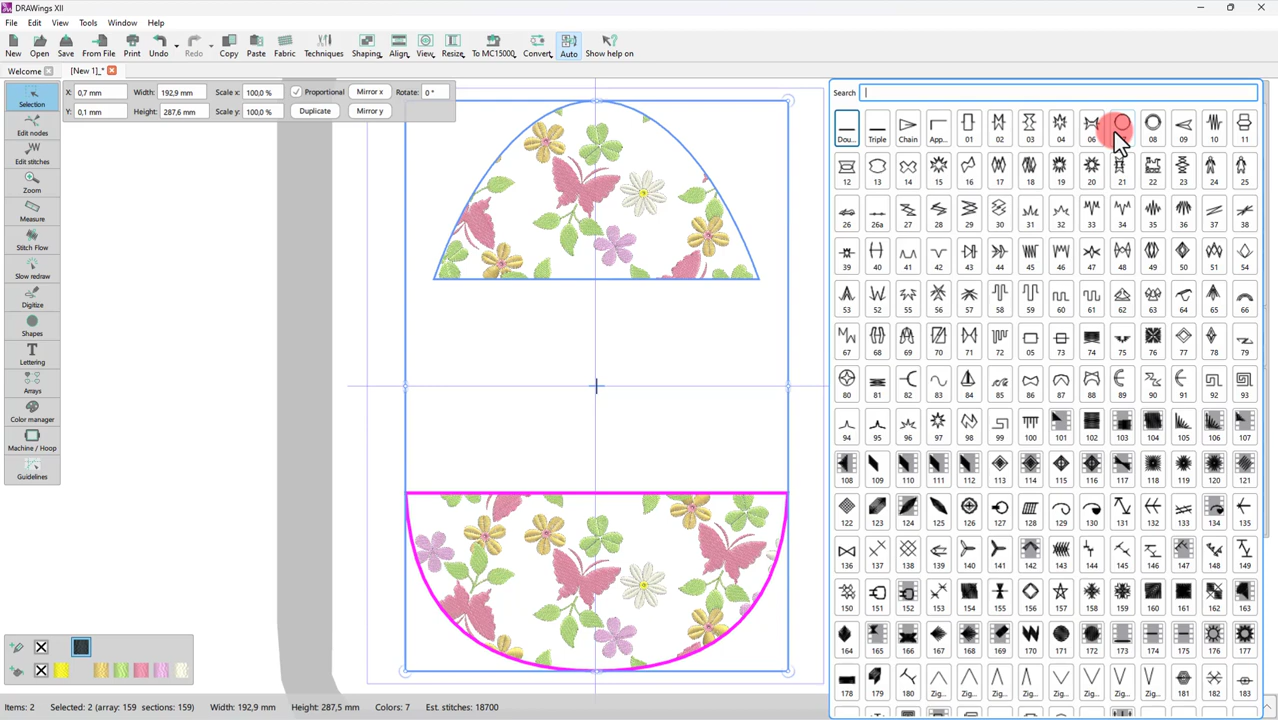 DRAWings XII
File Edit View Tools Window Help
New Open Save From File Print Undo Redo Copy Paste Fabric Techniques Shaping Align View Resize To MC15000 Convert Auto Show help on
Welcome [New 1]_*
X: 0,7 mm Width: 192,9 mm Scale x: 100,0 % Proportional Mirror x Rotate: 0 °
Y: 0,1 mm Height: 287,6 mm Scale y: 100,0 % Duplicate Mirror y
Selection
Edit nodes
Edit stitches
Zoom
Measure
Stitch Flow
Slow redraw
Digitize
Shapes
Lettering
Arrays
Color manager
Machine / Hoop
Guidelines
Search
Dou... Triple Chain App... 01 02 03 04 06 08 09 10 11
12 13 14 15 16 17 18 19 20 21 22 23 24 25
26 26a 27 28 29 30 31 32 33 34 35 36 37 38
39 40 41 42 43 44 45 46 47 48 49 50 51 54
53 52 55 56 57 58 59 60 61 62 63 64 65 66
67 68 69 70 71 72 05 73 74 75 76 77 78 79
80 81 82 83 84 85 86 87 88 89 90 91 92 93
94 95 96 97 98 99 100 101 102 103 104 105 106 107
108 109 110 111 112 113 114 115 116 117 118 119 120 121
122 123 124 125 126 127 128 129 130 131 132 133 134 135
136 137 138 139 140 141 142 143 144 145 146 147 148 149
150 151 152 153 154 155 156 157 158 159 160 161 162 163
164 165 166 167 168 169 170 171 172 173 174 175 176 177
178 179 180 Zig... Zig... Zig... Zig... Zig... Zig... Zig... Zig... 181 182 183
Items: 2 Selected: 2 (array: 159 sections: 159) Width: 192,9 mm Height: 287,5 mm Colors: 7 Est. stitches: 18700